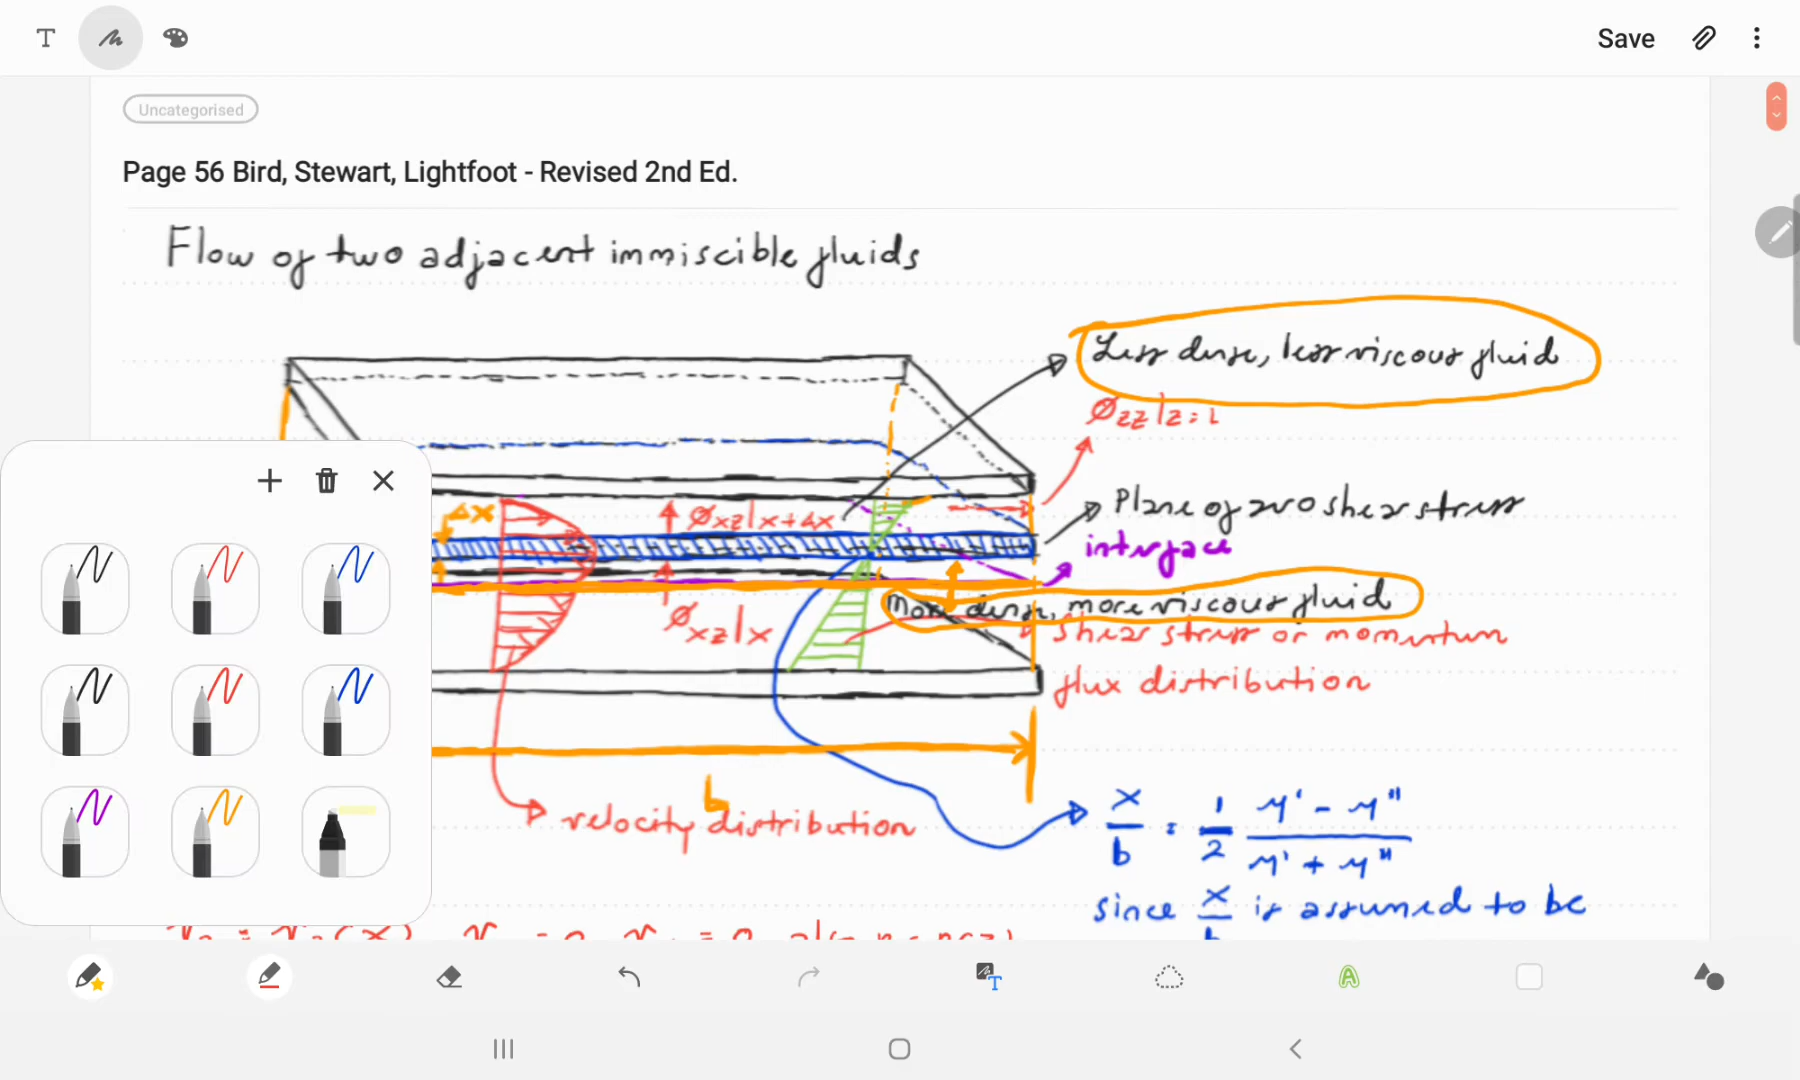 T
Save
Uncategorised
Page 56 Bird, Stewart, Lightfoot - Revised 2nd Ed.
Flow of two adjacent immiscible fluids
Less dense, less viscous fluid
Øzz|z=L
Plane of zero shear stress
Δx
Øxz|x+Δx
interface
More dense, more viscous fluid
Øxz|x
shear stress or momentum
flux distribution
b
velocity distribution
x/b = 1/2 μ' - μ"/μ' + μ"
since x/b is assumed to be
T
A